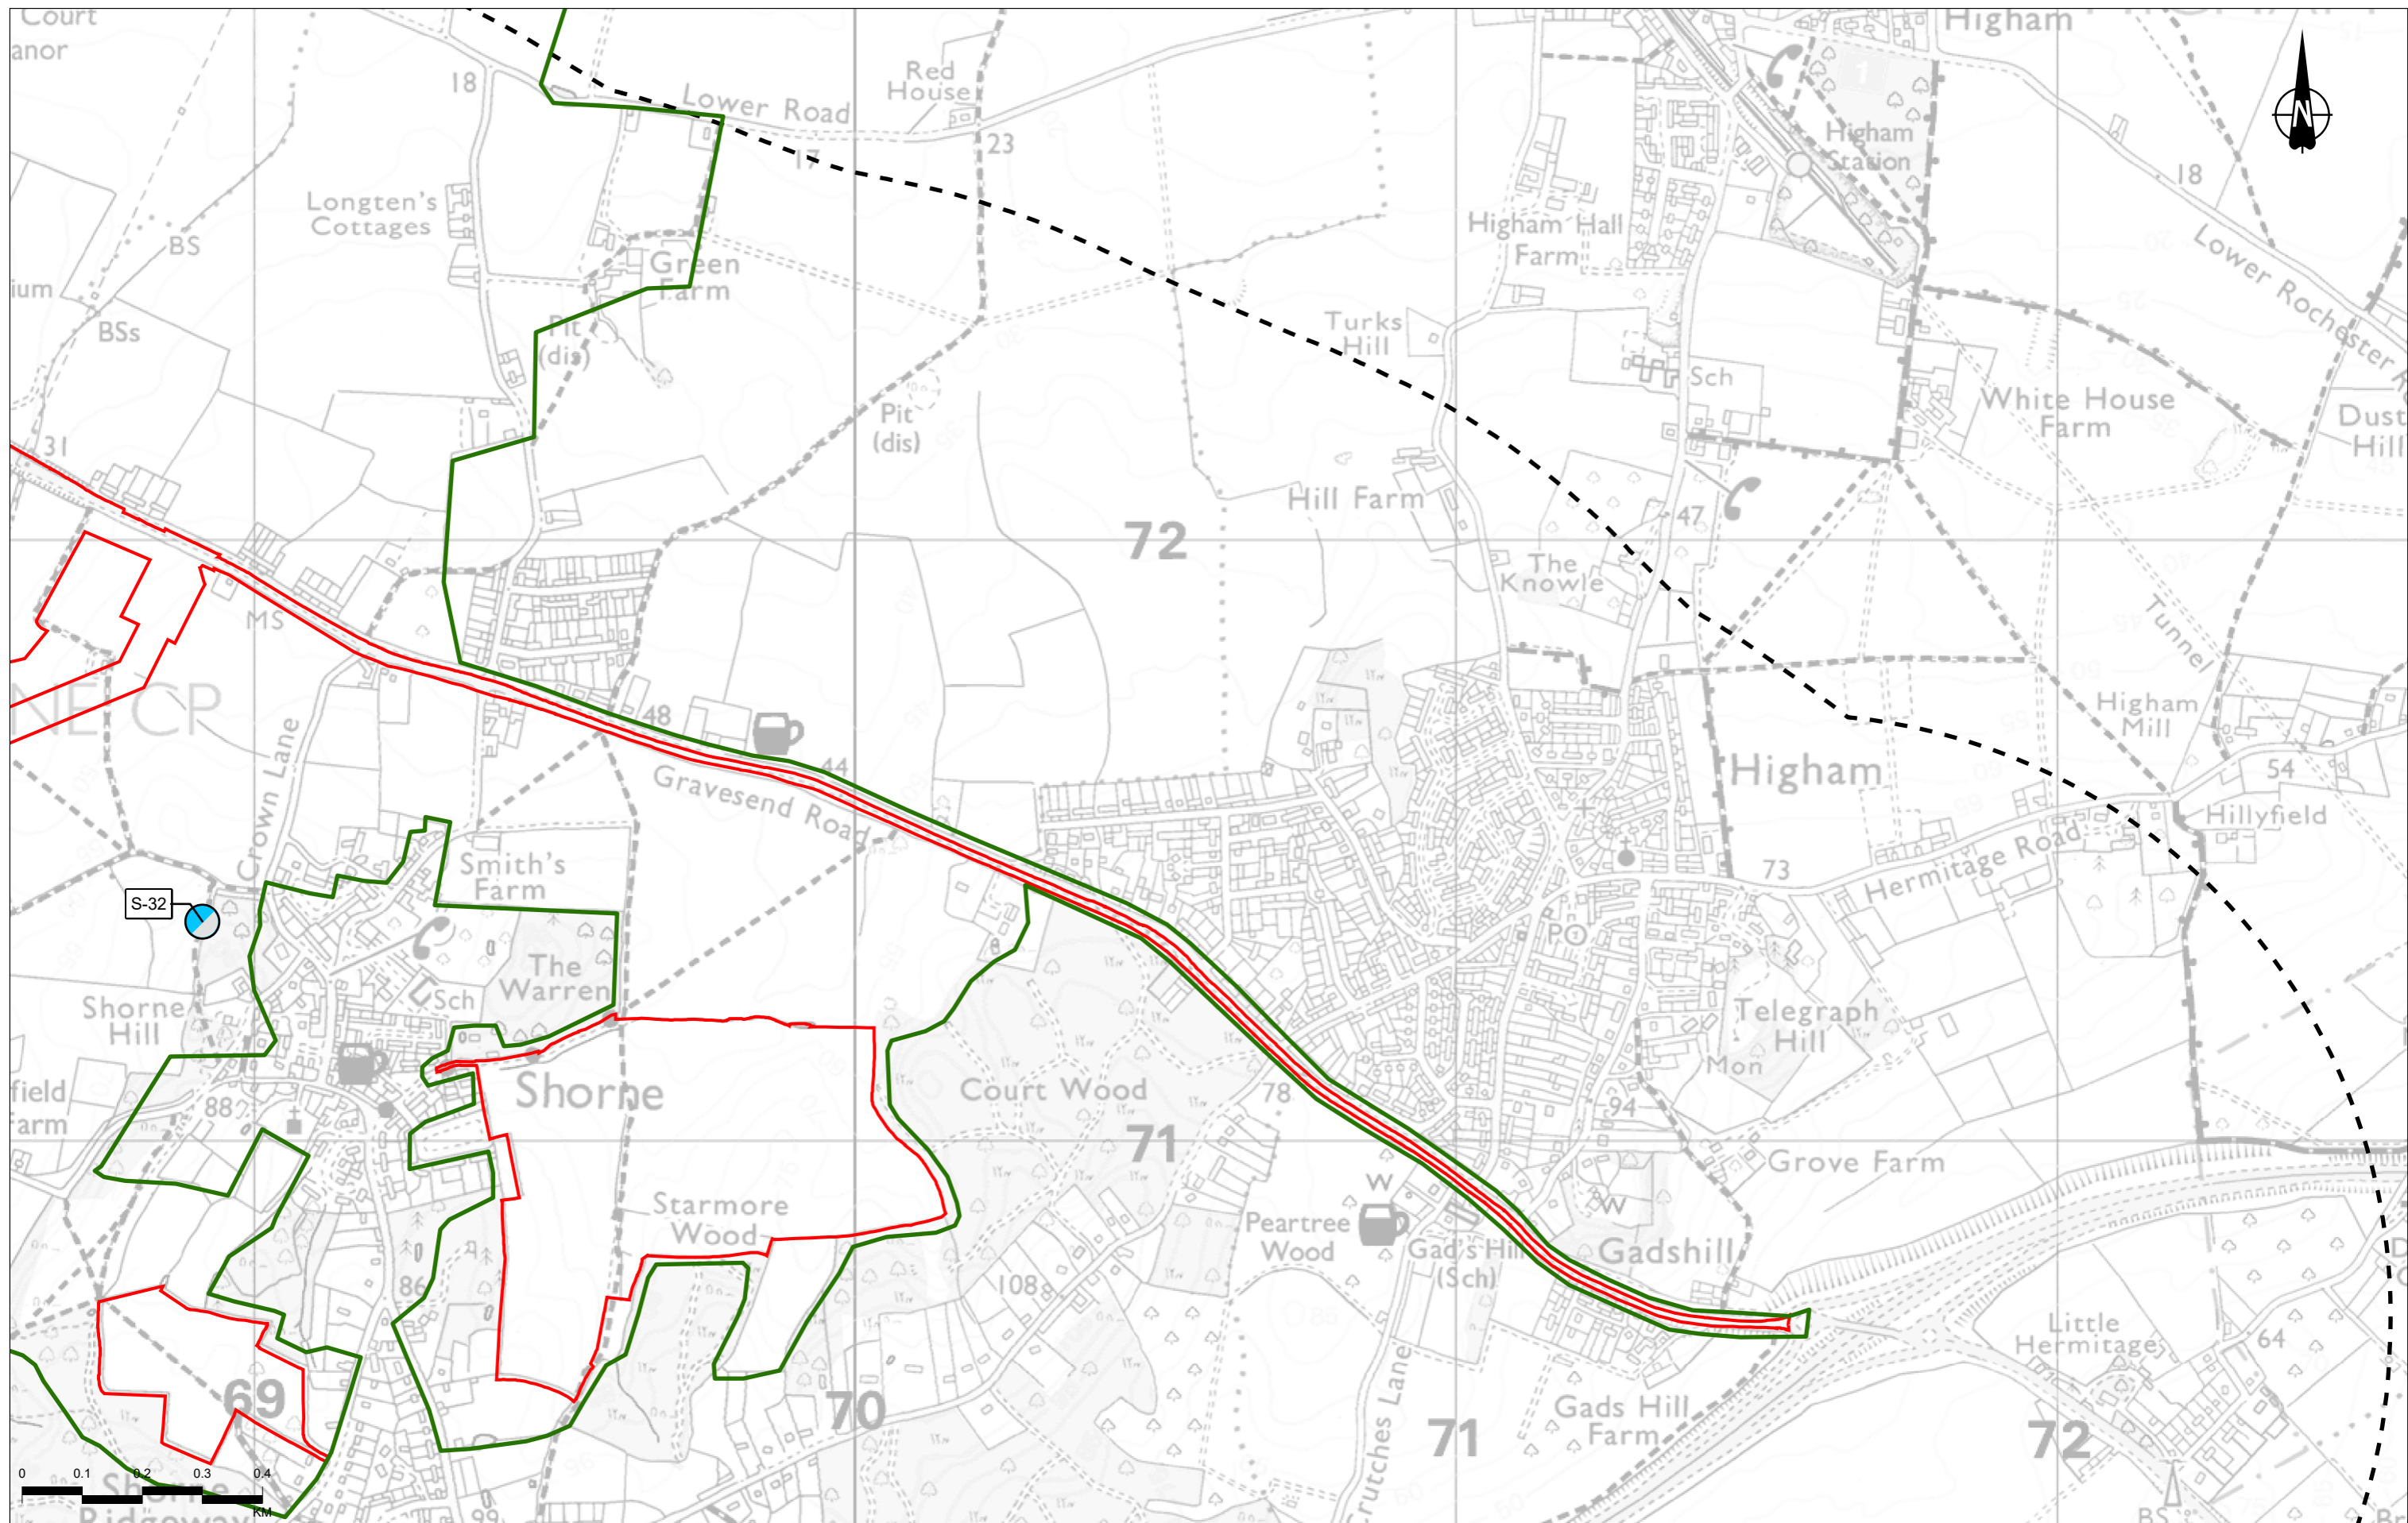 Court
anor
18
Lower Road
Red
House
17
23
Higham
1
Higham
Station
N
18
Lower Rochester
Longten's
Cottages
BS
ium
BSs
Green
Farm
Pit
(dis)
Higham Hall
Farm
Turks
Hill
Sch
White House
Farm
Dust
Hill
31
Pit
(dis)
Hill Farm
47
72
The
Knowle
Tunnel
MS
NE CP
Crown Lane
48
44
Gravesend Road
Higham
Higham
Mill
54
Hillyfield
Smith's
Farm
73
Hermitage Road
S-32
PO
The
Warren
Sch
Shorne
Hill
Telegraph
Hill
Mon
field
arm
88
Shorne
Court Wood
78
94
71
Grove Farm
Starmore
Wood
W
W
Peartree
Wood
Gad's Hill
(Sch)
Gadshill
86
108
Little
Hermitage
64
69
70
71
Gads Hill
Farm
72
Crutches Lane
0 0.1 0.2 0.3 0.4
KM
Shorne
Ridgeway
99
BS